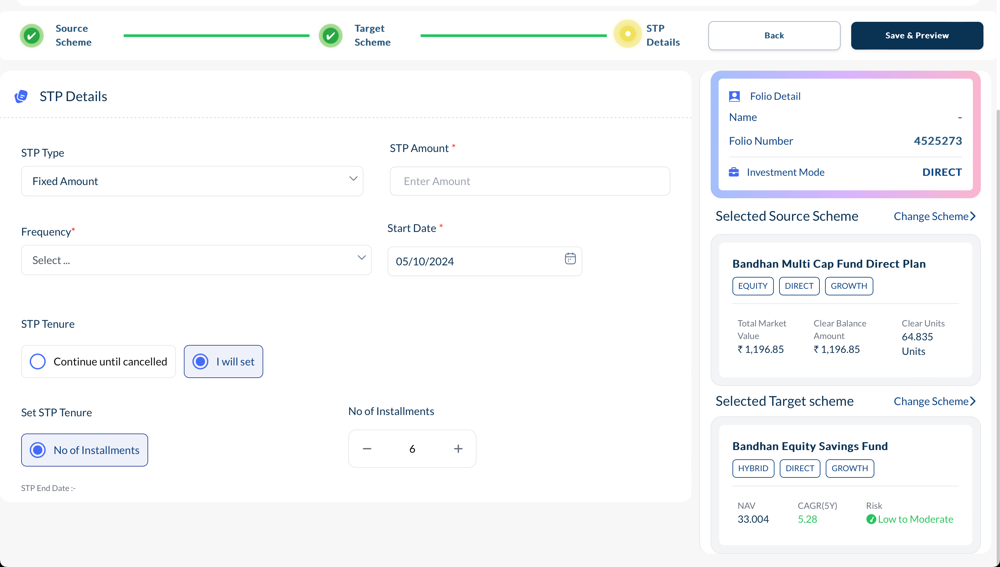 Source
Scheme
Target
Scheme
STP
Details
Back
Save & Preview
STP Details
STP Type
Fixed Amount
STP Amount *
Enter Amount
Frequency*
Select ...
Start Date *
05/10/2024
STP Tenure
Continue until cancelled
I will set
Set STP Tenure
No of Installments
No of Installments
6
STP End Date :-
Folio Detail
Name -
Folio Number 4525273
Investment Mode DIRECT
Selected Source Scheme Change Scheme
Bandhan Multi Cap Fund Direct Plan
EQUITY DIRECT GROWTH
Total Market
Value
₹ 1,196.85
Clear Balance
Amount
₹ 1,196.85
Clear Units
64.835
Units
Selected Target scheme Change Scheme
Bandhan Equity Savings Fund
HYBRID DIRECT GROWTH
NAV
33.004
CAGR(5Y)
5.28
Risk
Low to Moderate